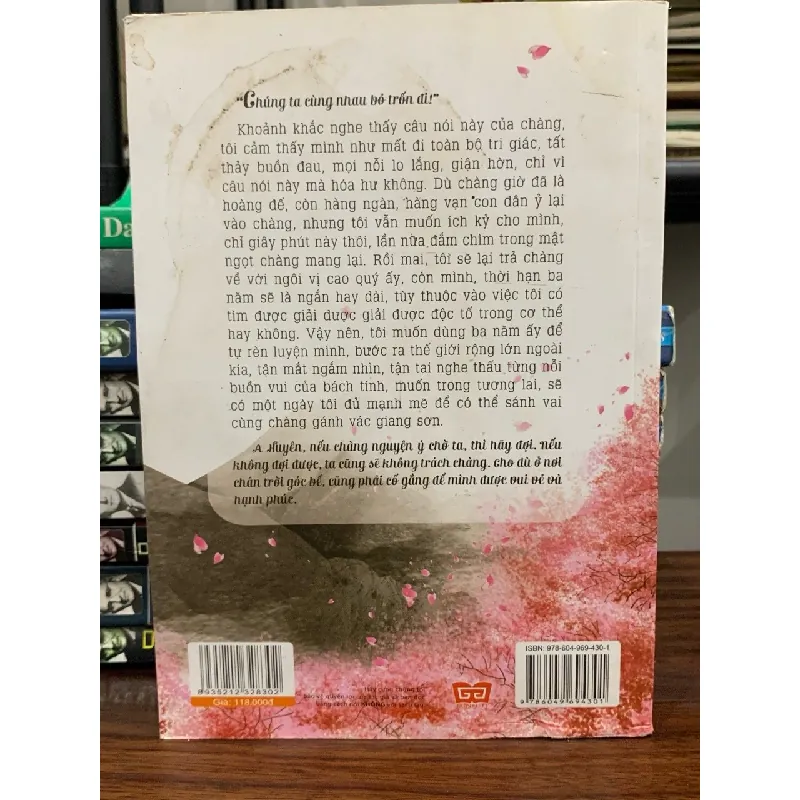 "Chúng ta cùng nhau bỏ trốn đi!"
Khoảnh khắc nghe thấy câu nói này của chàng,
tôi cảm thấy mình như mất đi toàn bộ tri giác, tất
thảy buồn đau, mọi nỗi lo lắng, giận hờn, chỉ vì
câu nói này mà hóa hư không. Dù chàng giờ đã là
hoàng đế, còn hàng ngàn, hàng vạn con dân ỷ lại
vào chàng, nhưng tôi vẫn muốn ích kỷ cho mình,
chỉ giây phút này thôi, lần nữa đắm chìm trong mật
ngọt chàng mang lại. Rồi mai, tôi sẽ lại trả chàng
về với ngôi vị cao quý ấy, còn mình, thời hạn ba
năm sẽ là ngắn hay dài, tùy thuộc vào việc tôi có
tìm được giải dược giải được độc tố trong cơ thể
hay không. Vậy nên, tôi muốn dùng ba năm ấy để
tự rèn luyện mình, bước ra thế giới rộng lớn ngoài
kia, tận mắt ngắm nhìn, tận tai nghe thấu từng nỗi
buồn vui của bách tính, muốn trong tương lai, sẽ
có một ngày tôi đủ mạnh mẽ để có thể sánh vai
cùng chàng gánh vác giang sơn.
A Huyên, nếu chàng nguyện ý chờ ta, thì hãy đợi, nếu
không đợi được, ta cũng sẽ không trách chàng. Cho dù ở nơi
chân trời góc bể, cũng phải cố gắng để mình được vui vẻ và
hạnh phúc.
ISBN: 978-604-969-430-1
8935212328302
Giá: 118.000đ
9786049694301
Da
D